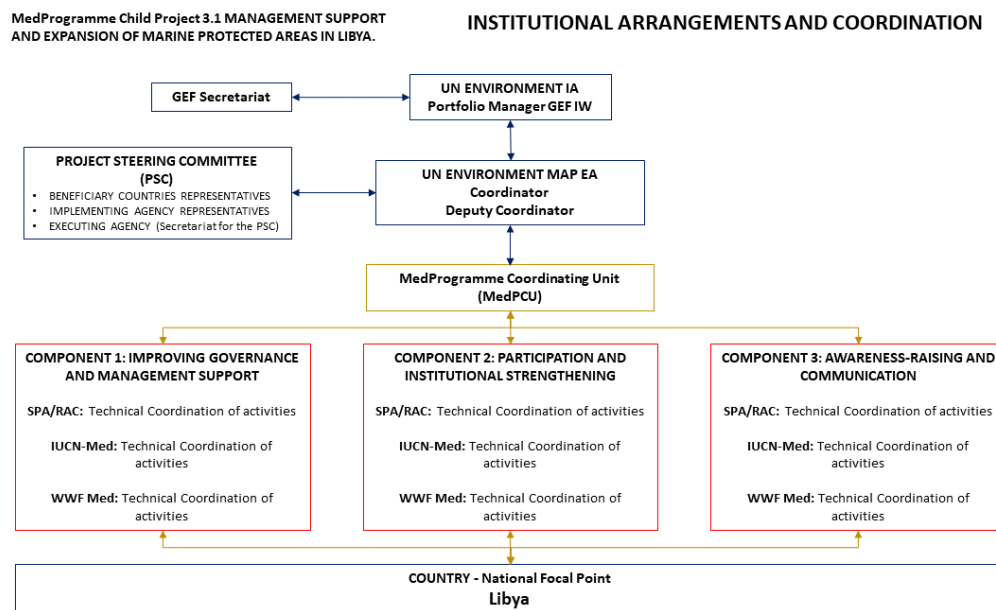 MedProgramme Child Project 3.1 MANAGEMENT SUPPORT
AND EXPANSION OF MARINE PROTECTED AREAS IN LIBYA.
INSTITUTIONAL ARRANGEMENTS AND COORDINATION
GEF Secretariat
UN ENVIRONMENT IA
Portfolio Manager GEF IW
PROJECT STEERING COMMITTEE
(PSC)
• BENEFICIARY COUNTRIES REPRESENTATIVES
• IMPLEMENTING AGENCY REPRESENTATIVES
• EXECUTING AGENCY (Secretariat for the PSC)
UN ENVIRONMENT MAP EA
Coordinator
Deputy Coordinator
MedProgramme Coordinating Unit
(MedPCU)
COMPONENT 1: IMPROVING GOVERNANCE
AND MANAGEMENT SUPPORT
SPA/RAC: Technical Coordination of activities
IUCN-Med: Technical Coordination of
activities
WWF Med: Technical Coordination of
activities
COMPONENT 2: PARTICIPATION AND
INSTITUTIONAL STRENGTHENING
SPA/RAC: Technical Coordination of activities
IUCN-Med: Technical Coordination of
activities
WWF Med: Technical Coordination of
activities
COMPONENT 3: AWARENESS-RAISING AND
COMMUNICATION
SPA/RAC: Technical Coordination of activities
IUCN-Med: Technical Coordination of
activities
WWF Med: Technical Coordination of
activities
COUNTRY - National Focal Point
Libya